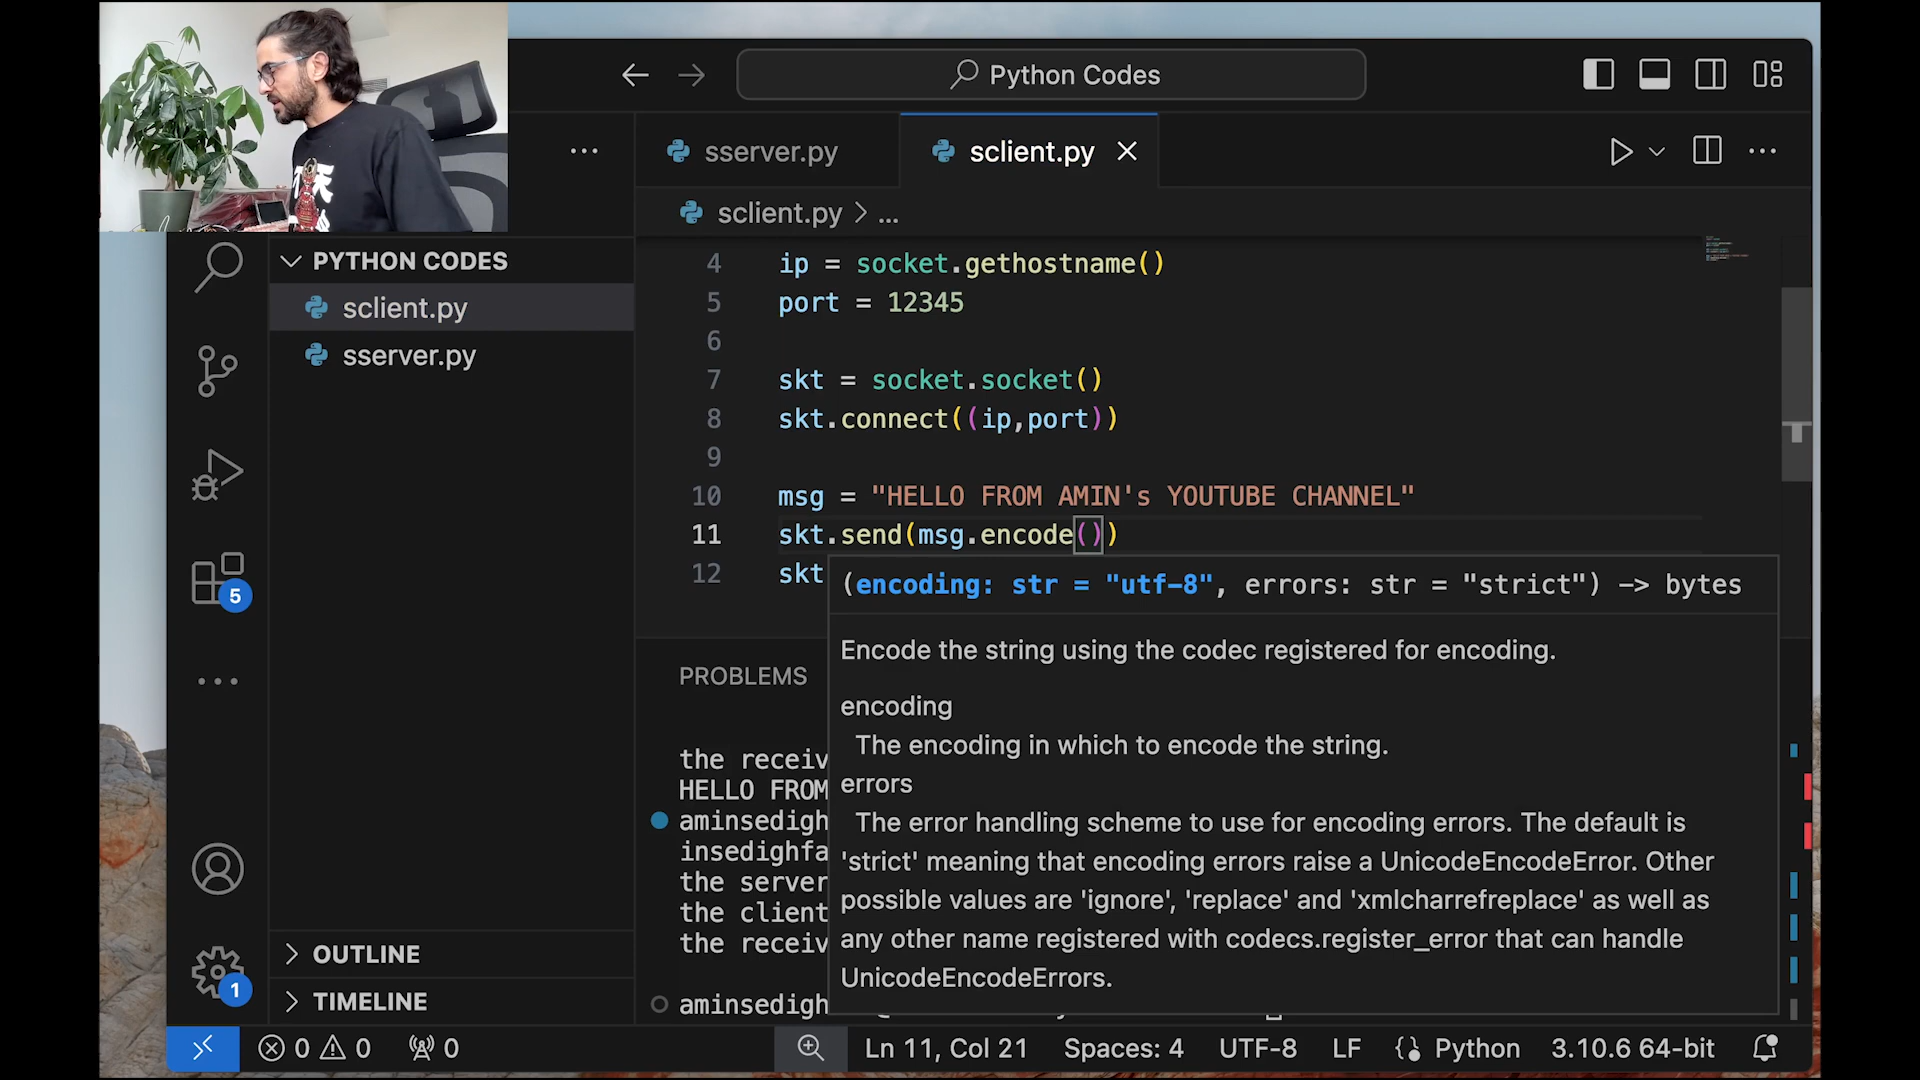 Python Codes
sserver.py
sclient.py
sclient.py > ...
PYTHON CODES
sclient.py
sserver.py
4 ip = socket.gethostname()
5 port = 12345
6
7 skt = socket.socket()
8 skt.connect((ip,port))
9
10 msg = "HELLO FROM AMIN's YOUTUBE CHANNEL"
11 skt.send(msg.encode())
12 skt
(encoding: str = "utf-8", errors: str = "strict") -> bytes
Encode the string using the codec registered for encoding.
encoding
The encoding in which to encode the string.
errors
The error handling scheme to use for encoding errors. The default is
'strict' meaning that encoding errors raise a UnicodeEncodeError. Other
possible values are 'ignore', 'replace' and 'xmlcharrefreplace' as well as
any other name registered with codecs.register_error that can handle
UnicodeEncodeErrors.
PROBLEMS
the receiv
HELLO FROM
aminsedigh
insedighfa
the server
the client
the receiv
aminsedigh
5
1
OUTLINE
TIMELINE
0 0 0
Ln 11, Col 21 Spaces: 4 UTF-8 LF Python 3.10.6 64-bit